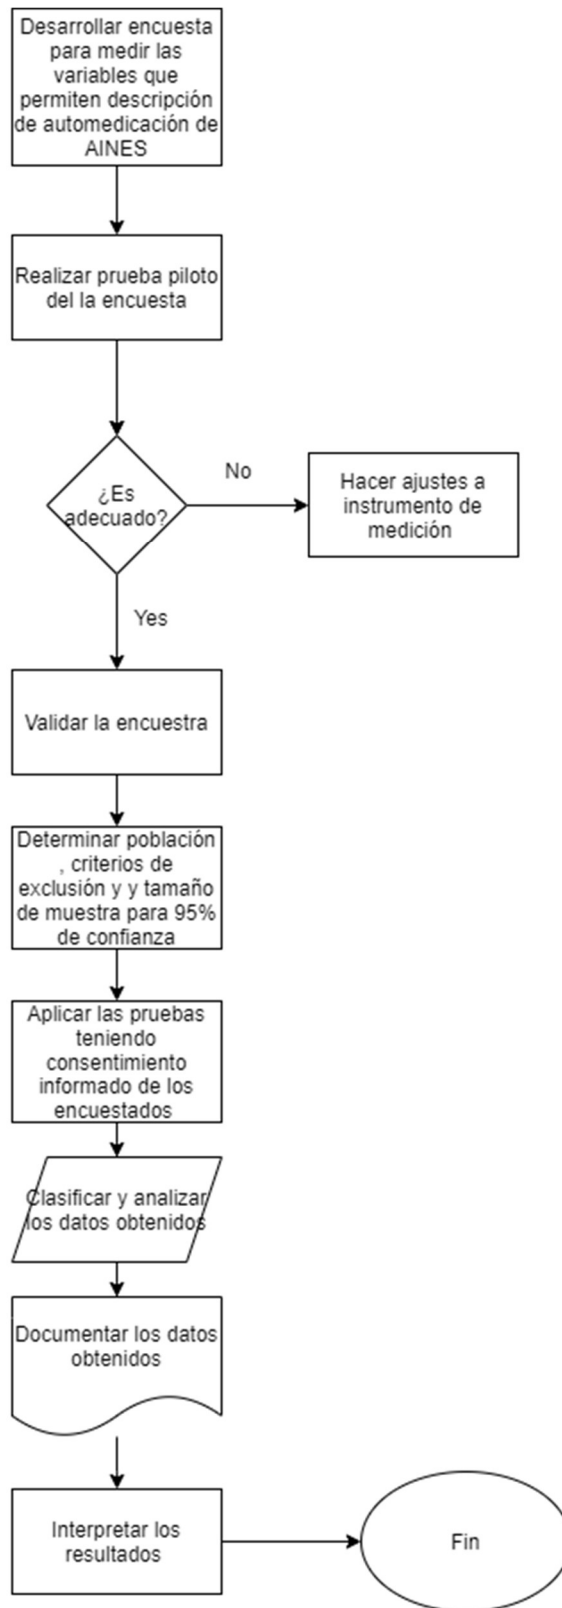 Desarrollar encuesta
para medir las
variables que
permiten descripción
de automedicación de
AINES
Realizar prueba piloto
del la encuesta
¿Es
adecuado?
No
Hacer ajustes a
instrumento de
medición
Yes
Validar la encuestra
Determinar población
, criterios de
exclusión y y tamaño
de muestra para 95%
de confianza
Aplicar las pruebas
teniendo
consentimiento
informado de los
encuestados
Clasificar y analizar
los datos obtenidos
Documentar los datos
obtenidos
Interpretar los
resultados
Fin